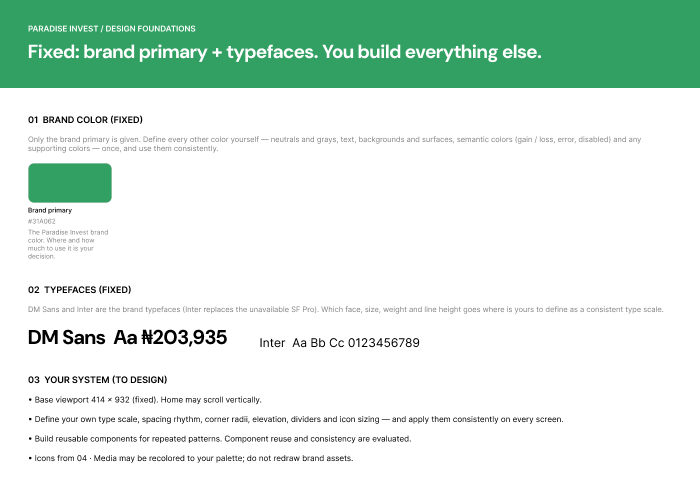 PARADISE INVEST / DESIGN FOUNDATIONS
Fixed: brand primary + typefaces. You build everything else.
01 BRAND COLOR (FIXED)
Only the brand primary is given. Define every other color yourself — neutrals and grays, text, backgrounds and surfaces, semantic colors (gain / loss, error, disabled) and any
supporting colors — once, and use them consistently.
Brand primary
#31A062
The Paradise Invest brand
color. Where and how
much to use it is your
decision.
02 TYPEFACES (FIXED)
DM Sans and Inter are the brand typefaces (Inter replaces the unavailable SF Pro). Which face, size, weight and line height goes where is yours to define as a consistent type scale.
DM Sans Aa ₦203,935
Inter Aa Bb Cc 0123456789
03 YOUR SYSTEM (TO DESIGN)
• Base viewport 414 × 932 (fixed). Home may scroll vertically.
• Define your own type scale, spacing rhythm, corner radii, elevation, dividers and icon sizing — and apply them consistently on every screen.
• Build reusable components for repeated patterns. Component reuse and consistency are evaluated.
• Icons from 04 · Media may be recolored to your palette; do not redraw brand assets.